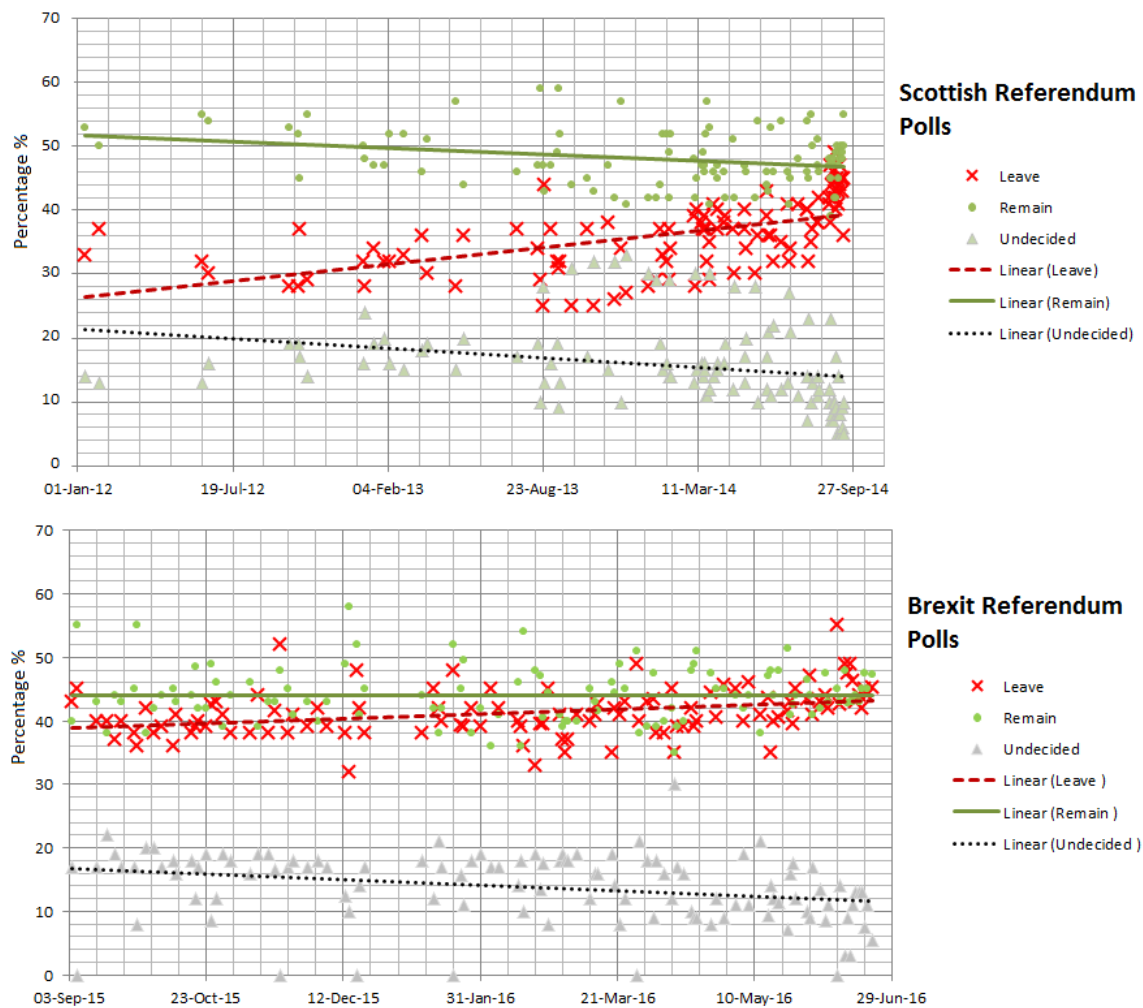 70
60
50
40
30
20
10
0
Percentage %
01-Jan-12 19-Jul-12 04-Feb-13 23-Aug-13 11-Mar-14 27-Sep-14
Scottish Referendum
Polls
Leave
Remain
Undecided
Linear (Leave)
Linear (Remain)
Linear (Undecided)
70
60
50
40
30
20
10
0
Percentage %
03-Sep-15 23-Oct-15 12-Dec-15 31-Jan-16 21-Mar-16 10-May-16 29-Jun-16
Brexit Referendum
Polls
Leave
Remain
Undecided
Linear (Leave )
Linear (Remain )
Linear (Undecided )